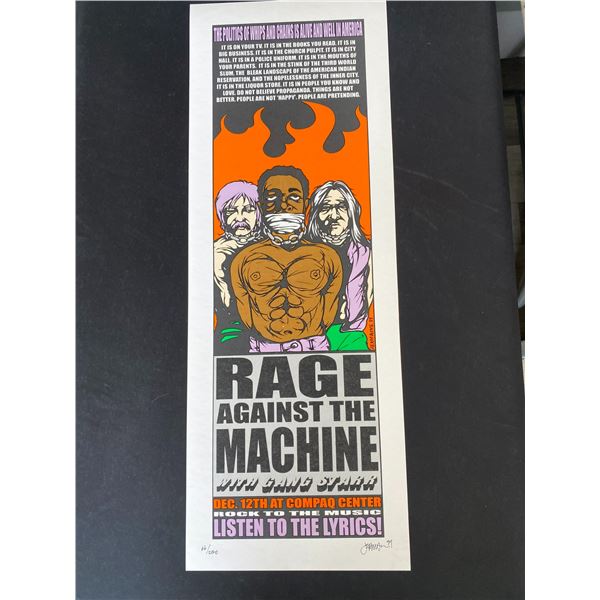 THE POLITICS OF WHIPS AND CHAINS IS ALIVE AND WELL IN AMERICA
IT IS ON YOUR TV. IT IS IN THE BOOKS YOU READ. IT IS IN
BIG BUSINESS. IT IS IN THE CHURCH PULPIT. IT IS IN CITY
HALL. IT IS IN A POLICE UNIFORM. IT IS IN THE MOUTHS OF
YOUR PARENTS. IT IS IN THE STINK OF THE THIRD WORLD
SLUM, THE BLEAK LANDSCAPE OF THE AMERICAN INDIAN
RESERVATION, AND THE HOPELESSNESS OF THE INNER CITY.
IT IS IN THE LIQUOR STORE. IT IS IN PEOPLE YOU KNOW AND
LOVE. DO NOT BELIEVE PROPAGANDA. THINGS ARE NOT
BETTER. PEOPLE ARE NOT 'HAPPY'. PEOPLE ARE PRETENDING.
RAGE
AGAINST THE
MACHINE
WITH GANG STARR
DEC. 12TH AT COMPAQ CENTER
ROCK TO THE MUSIC
LISTEN TO THE LYRICS!